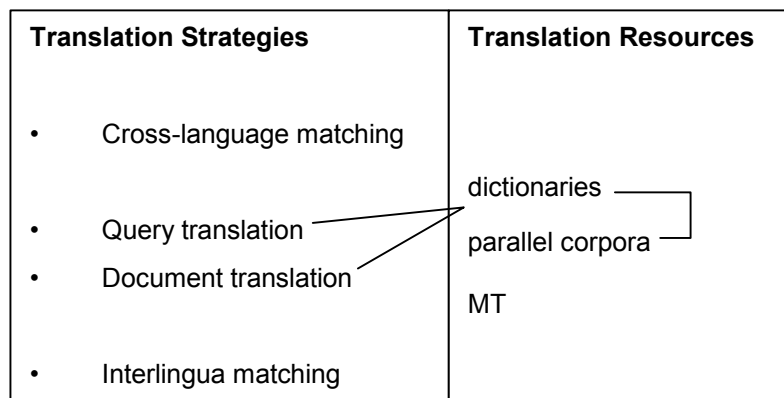 Translation Strategies
• Cross-language matching
• Query translation
• Document translation
• Interlingua matching
Translation Resources
dictionaries
parallel corpora
MT